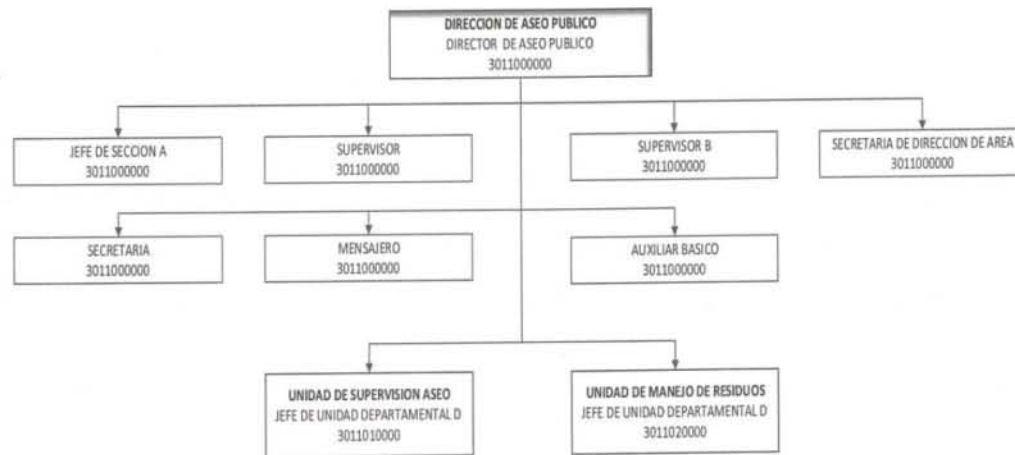 DIRECCION DE ASEO PUBLICO
DIRECTOR DE ASEO PUBLICO
3011000000
JEFE DE SECCION A
3011000000
SUPERVISOR
3011000000
SUPERVISOR B
3011000000
SECRETARIA DE DIRECCION DE AREA
3011000000
SECRETARIA
3011000000
MENSAJERO
3011000000
AUXILIAR BASICO
3011000000
UNIDAD DE SUPERVISION ASEO
JEFE DE UNIDAD DEPARTAMENTAL D
3011010000
UNIDAD DE MANEJO DE RESIDUOS
JEFE DE UNIDAD DEPARTAMENTAL D
3011020000